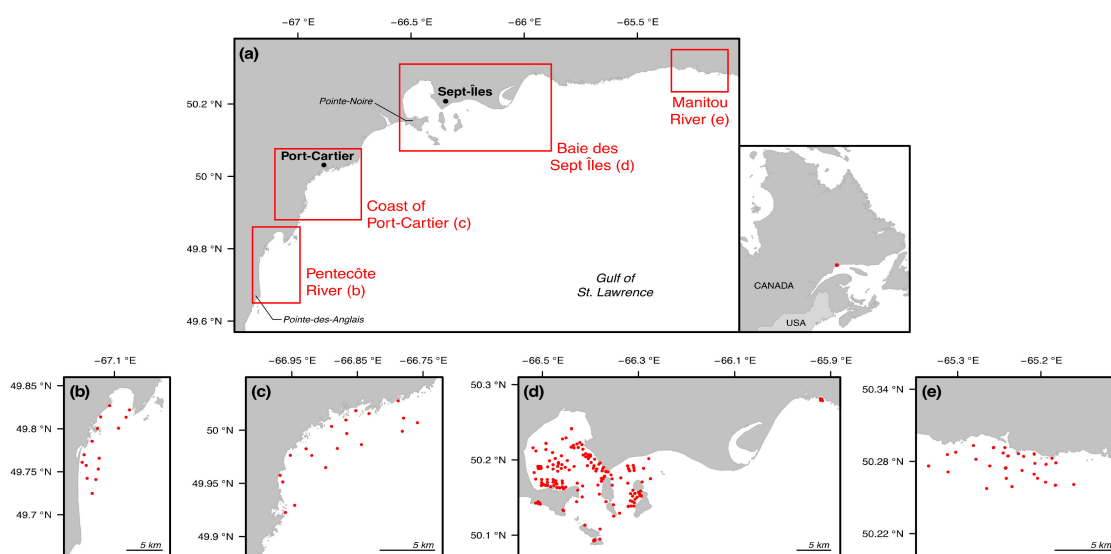 −67 °E −66.5 °E −66 °E −65.5 °E
(a)
50.2 °N
50 °N
49.8 °N
49.6 °N
Sept-Îles
Pointe-Noire
Manitou
River (e)
Baie des
Sept Îles (d)
Port-Cartier
Coast of
Port-Cartier (c)
Pentecôte
River (b)
Pointe-des-Anglais
Gulf of
St. Lawrence
CANADA
USA
−67.1 °E
(b)
49.85 °N
49.8 °N
49.75 °N
49.7 °N
5 km
−66.95 °E −66.85 °E −66.75 °E
(c)
50 °N
49.95 °N
49.9 °N
5 km
−66.5 °E −66.3 °E −66.1 °E −65.9 °E
(d)
50.3 °N
50.2 °N
50.1 °N
5 km
−65.3 °E −65.2 °E
(e)
50.34 °N
50.28 °N
50.22 °N
5 km